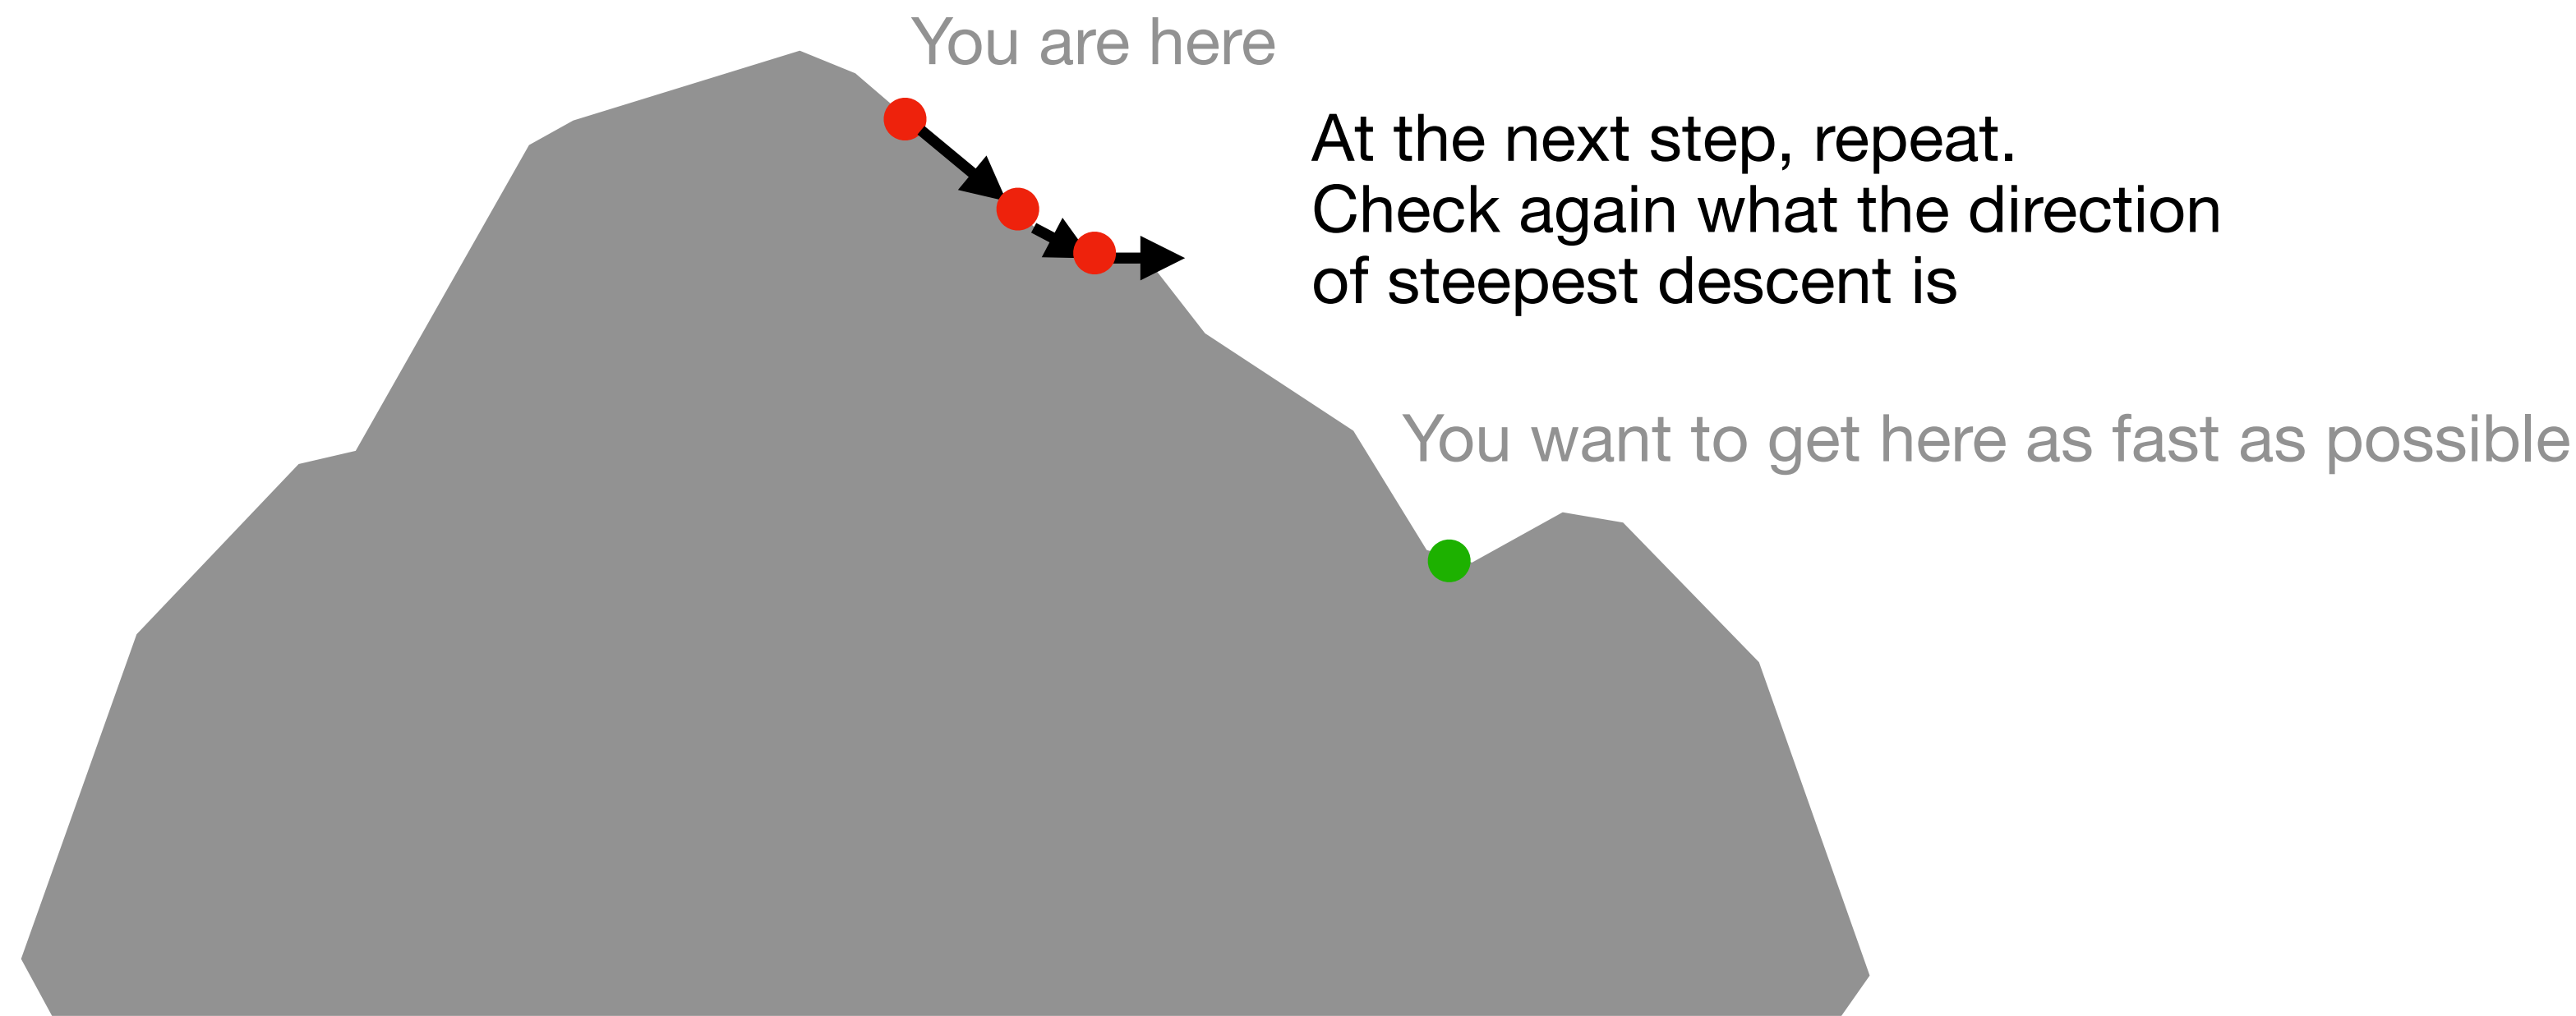 You are here
At the next step, repeat.
Check again what the direction
of steepest descent is
You want to get here as fast as possible